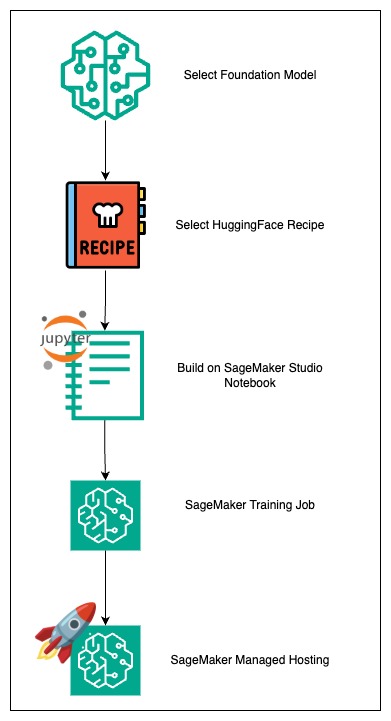 Select Foundation Model
RECIPE
Select HuggingFace Recipe
Jupyter
Build on SageMaker Studio
Notebook
SageMaker Training Job
SageMaker Managed Hosting